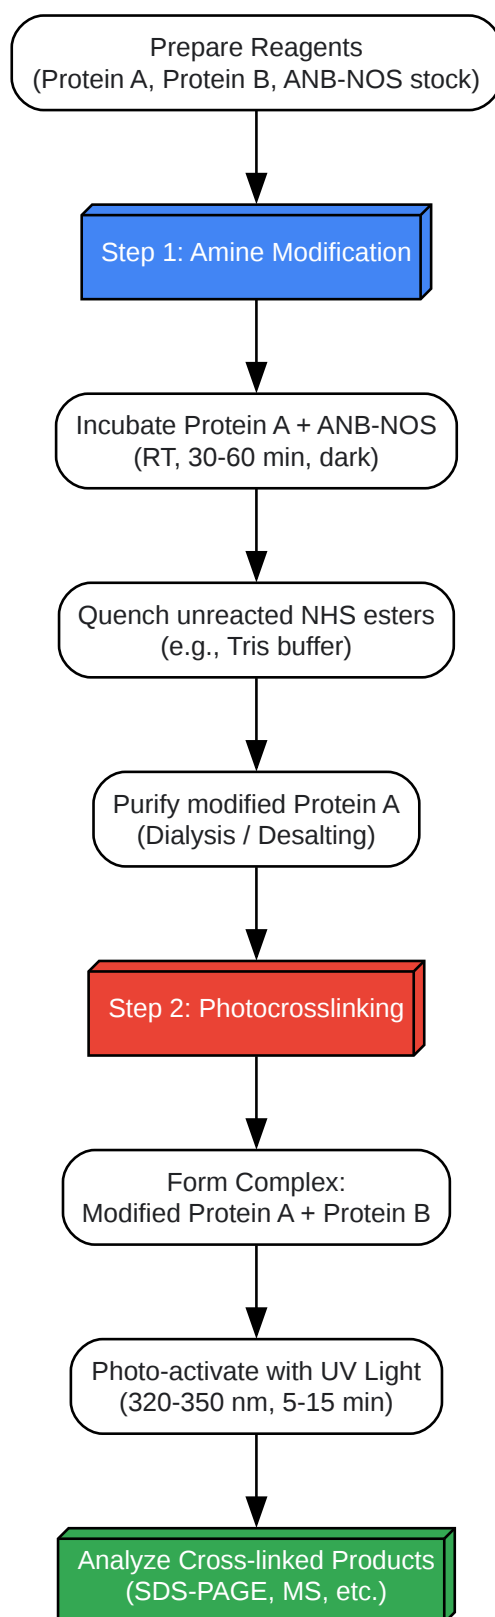 Prepare Reagents
(Protein A, Protein B, ANB-NOS stock)
Step 1: Amine Modification
Incubate Protein A + ANB-NOS
(RT, 30-60 min, dark)
Quench unreacted NHS esters
(e.g., Tris buffer)
Purify modified Protein A
(Dialysis / Desalting)
Step 2: Photocrosslinking
Form Complex:
Modified Protein A + Protein B
Photo-activate with UV Light
(320-350 nm, 5-15 min)
Analyze Cross-linked Products
(SDS-PAGE, MS, etc.)